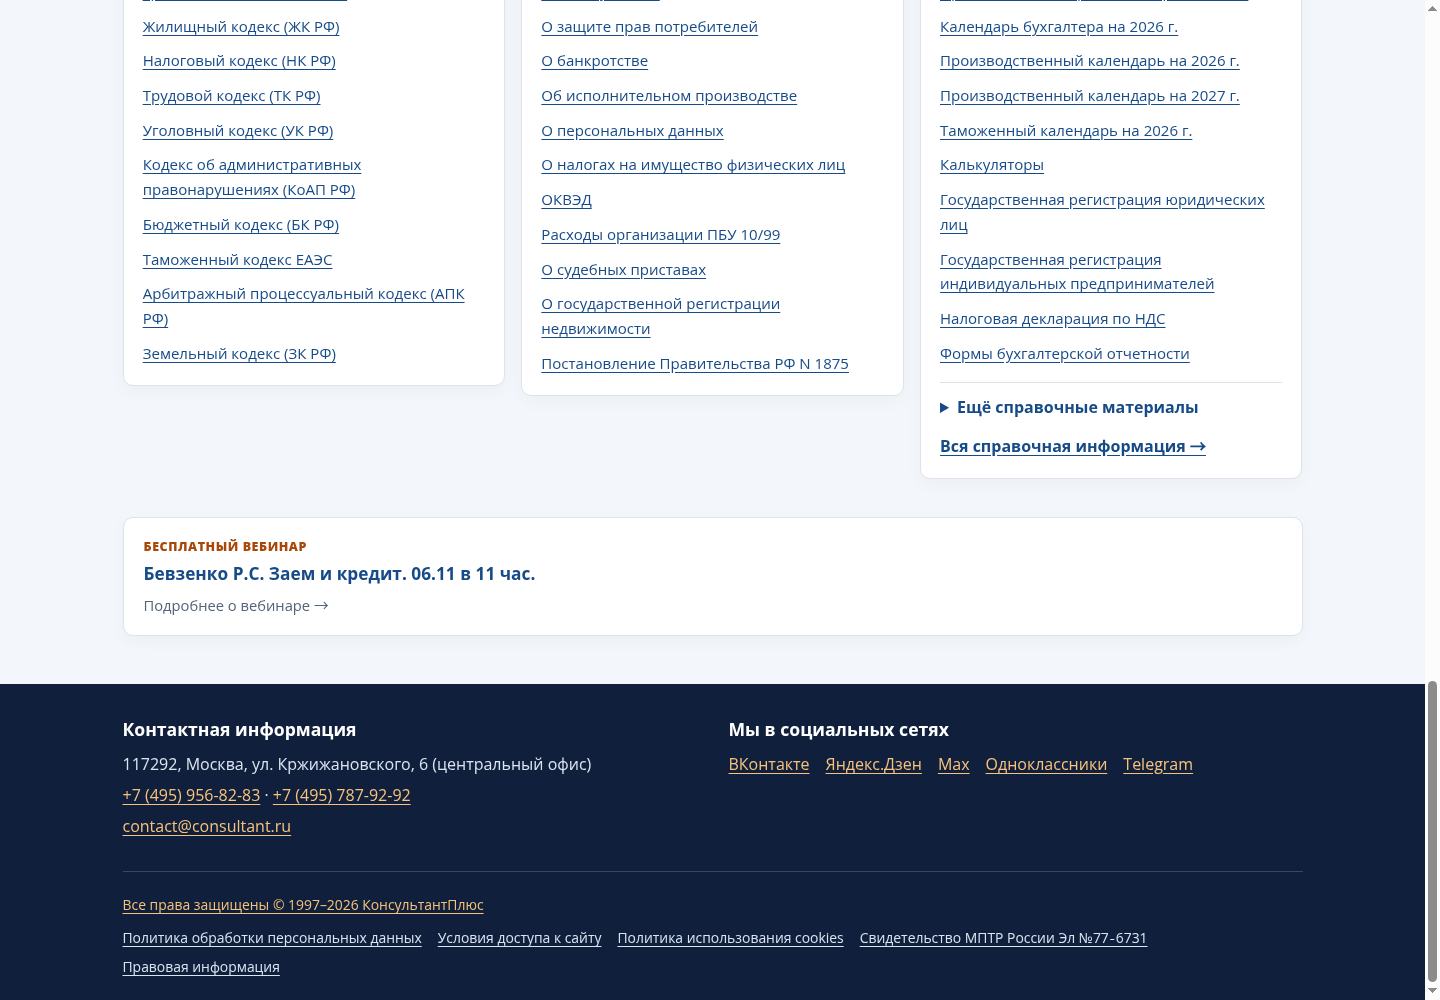 Жилищный кодекс (ЖК РФ)
Налоговый кодекс (НК РФ)
Трудовой кодекс (ТК РФ)
Уголовный кодекс (УК РФ)
Кодекс об административных
правонарушениях (КоАП РФ)
Бюджетный кодекс (БК РФ)
Таможенный кодекс ЕАЭС
Арбитражный процессуальный кодекс (АПК
РФ)
Земельный кодекс (ЗК РФ)
О защите прав потребителей
О банкротстве
Об исполнительном производстве
О персональных данных
О налогах на имущество физических лиц
ОКВЭД
Расходы организации ПБУ 10/99
О судебных приставах
О государственной регистрации
недвижимости
Постановление Правительства РФ N 1875
Календарь бухгалтера на 2026 г.
Производственный календарь на 2026 г.
Производственный календарь на 2027 г.
Таможенный календарь на 2026 г.
Калькуляторы
Государственная регистрация юридических
лиц
Государственная регистрация
индивидуальных предпринимателей
Налоговая декларация по НДС
Формы бухгалтерской отчетности
Ещё справочные материалы
Вся справочная информация →
БЕСПЛАТНЫЙ ВЕБИНАР
Бевзенко Р.С. Заем и кредит. 06.11 в 11 час.
Подробнее о вебинаре →
Контактная информация
117292, Москва, ул. Кржижановского, 6 (центральный офис)
+7 (495) 956-82-83 · +7 (495) 787-92-92
contact@consultant.ru
Мы в социальных сетях
ВКонтакте Яндекс.Дзен Max Одноклассники Telegram
Все права защищены © 1997–2026 КонсультантПлюс
Политика обработки персональных данных Условия доступа к сайту Политика использования cookies Свидетельство МПТР России Эл №77-6731
Правовая информация